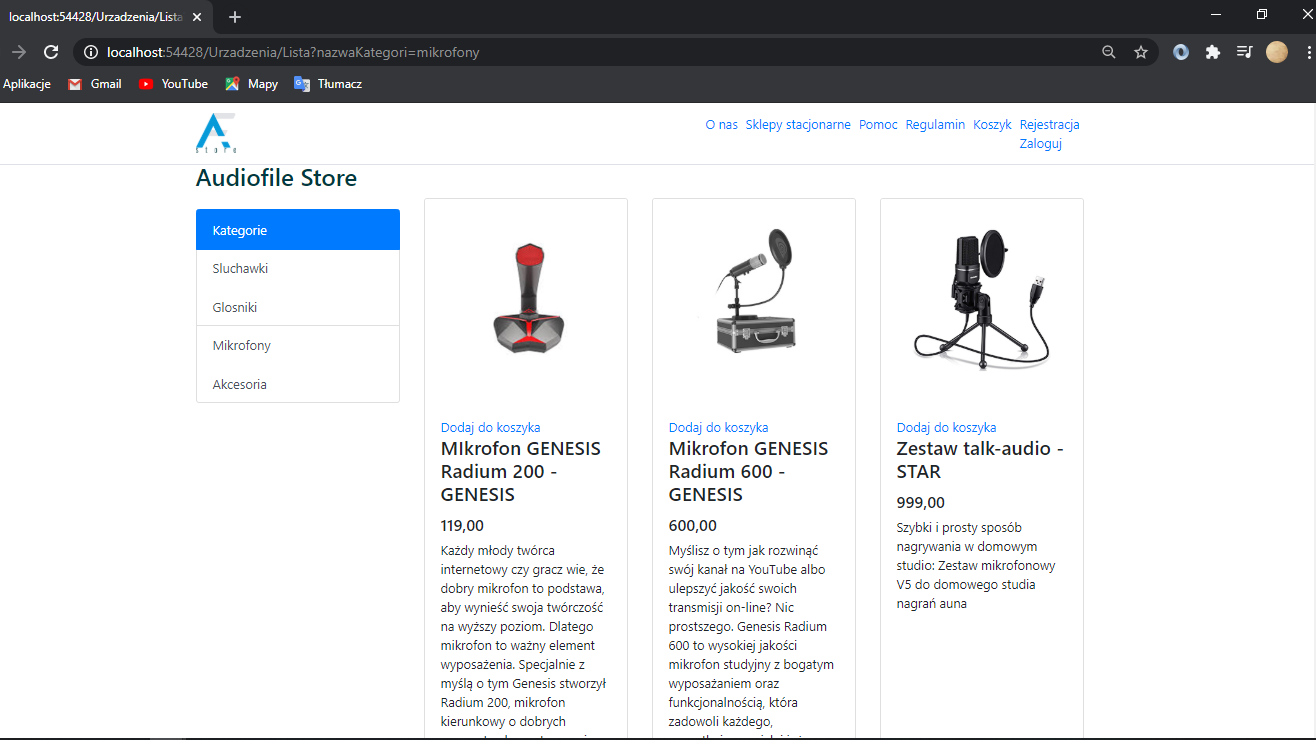 localhost:54428/Urzadzenia/Lista
localhost:54428/Urzadzenia/Lista?nazwaKategori=mikrofony
Aplikacje Gmail YouTube Mapy Tłumacz
O nas Sklepy stacjonarne Pomoc Regulamin Koszyk Rejestracja
Zaloguj
Audiofile Store
Kategorie
Sluchawki
Glosniki
Mikrofony
Akcesoria
Dodaj do koszyka
MIkrofon GENESIS
Radium 200 -
GENESIS
119,00
Każdy młody twórca
internetowy czy gracz wie, że
dobry mikrofon to podstawa,
aby wynieść swoja twórczość
na wyższy poziom. Dlatego
mikrofon to ważny element
wyposażenia. Specjalnie z
myślą o tym Genesis stworzył
Radium 200, mikrofon
kierunkowy o dobrych
Dodaj do koszyka
Mikrofon GENESIS
Radium 600 -
GENESIS
600,00
Myślisz o tym jak rozwinąć
swój kanał na YouTube albo
ulepszyć jakość swoich
transmisji on-line? Nic
prostszego. Genesis Radium
600 to wysokiej jakości
mikrofon studyjny z bogatym
wyposażaniem oraz
funkcjonalnością, która
zadowoli każdego,
Dodaj do koszyka
Zestaw talk-audio -
STAR
999,00
Szybki i prosty sposób
nagrywania w domowym
studio: Zestaw mikrofonowy
V5 do domowego studia
nagrań auna